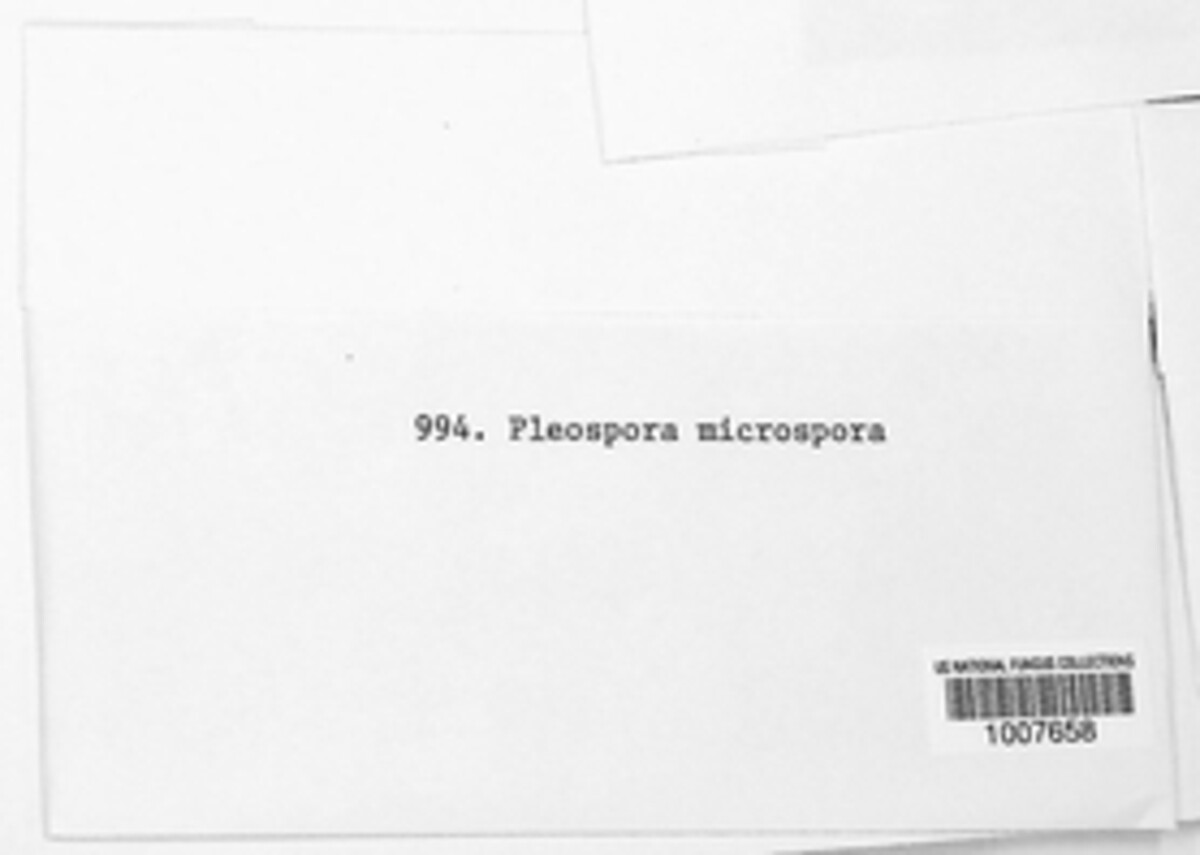 994. Pleospora microspora
US NATIONAL FUNGUS COLLECTIONS
1007658